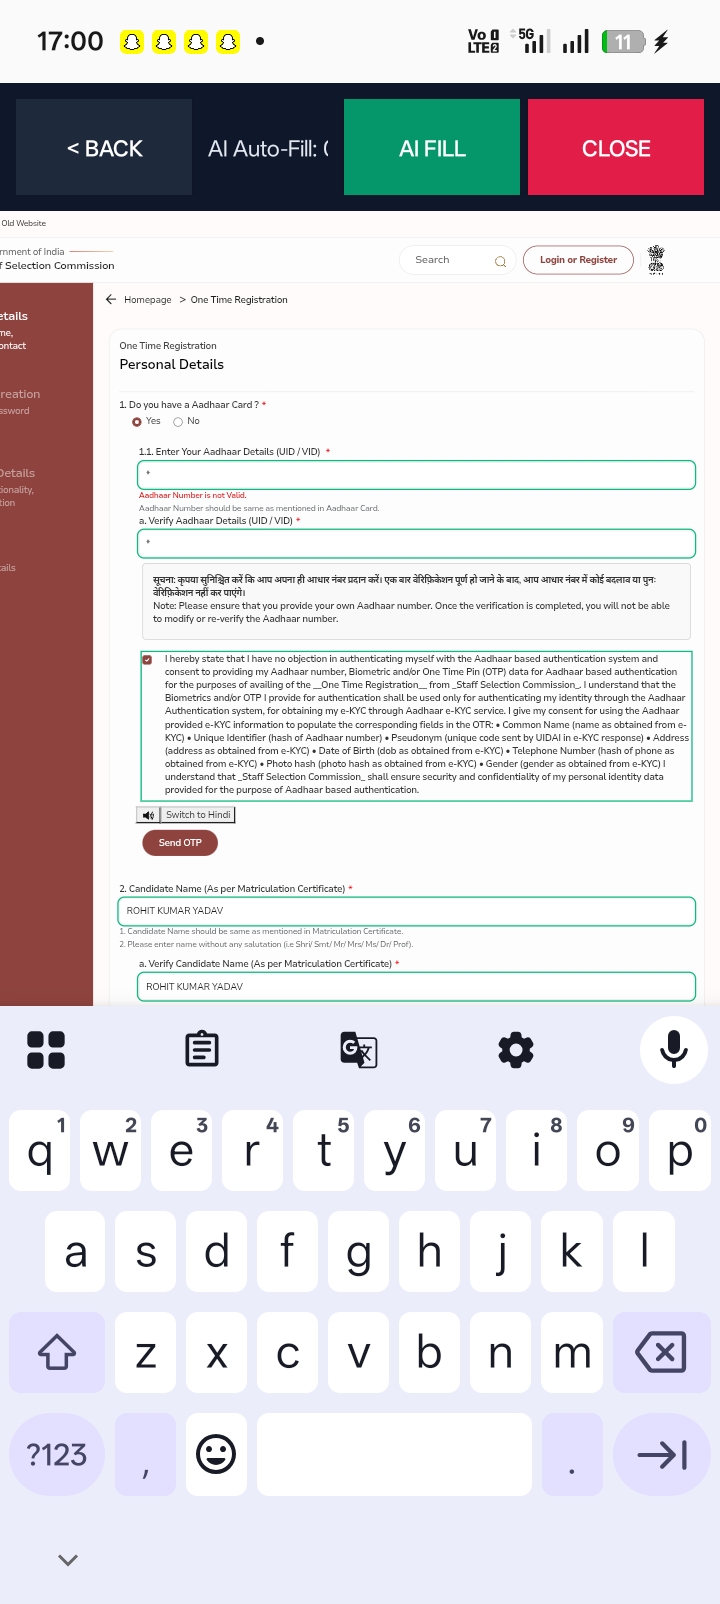 17:00
Vo
LTE2
5G
11
< BACK
AI Auto-Fill:
AI FILL
CLOSE
Old Website
nment of India
f Selection Commission
Search
Login or Register
etails
me,
ontact
reation
ssword
Details
ionality,
tion
tails
Homepage > One Time Registration
One Time Registration
Personal Details
1. Do you have a Aadhaar Card ? *
Yes No
1.1. Enter Your Aadhaar Details (UID / VID) *
*
Aadhaar Number is not Valid.
Aadhaar Number should be same as mentioned in Aadhaar Card.
a. Verify Aadhaar Details (UID / VID) *
*
सूचना: कृपया सुनिश्चित करें कि आप अपना ही आधार नंबर प्रदान करें। एक बार वेरिफ़िकेशन पूर्ण हो जाने के बाद, आप आधार नंबर में कोई बदलाव या पुनः
वेरिफ़िकेशन नहीं कर पाएंगे।
Note: Please ensure that you provide your own Aadhaar number. Once the verification is completed, you will not be able
to modify or re-verify the Aadhaar number.
I hereby state that I have no objection in authenticating myself with the Aadhaar based authentication system and
consent to providing my Aadhaar number, Biometric and/or One Time Pin (OTP) data for Aadhaar based authentication
for the purposes of availing of the __One Time Registration__ from _Staff Selection Commission_. I understand that the
Biometrics and/or OTP I provide for authentication shall be used only for authenticating my identity through the Aadhaar
Authentication system, for obtaining my e-KYC through Aadhaar e-KYC service. I give my consent for using the Aadhaar
provided e-KYC information to populate the corresponding fields in the OTR: • Common Name (name as obtained from e-
KYC) • Unique Identifier (hash of Aadhaar number) • Pseudonym (unique code sent by UIDAI in e-KYC response) • Address
(address as obtained from e-KYC) • Date of Birth (dob as obtained from e-KYC) • Telephone Number (hash of phone as
obtained from e-KYC) • Photo hash (photo hash as obtained from e-KYC) • Gender (gender as obtained from e-KYC) I
understand that _Staff Selection Commission_ shall ensure security and confidentiality of my personal identity data
provided for the purpose of Aadhaar based authentication.
Switch to Hindi
Send OTP
2. Candidate Name (As per Matriculation Certificate) *
ROHIT KUMAR YADAV
1. Candidate Name should be same as mentioned in Matriculation Certificate.
2. Please enter name without any salutation (i.e Shri/ Smt/ Mr/ Mrs/ Ms/ Dr/ Prof).
a. Verify Candidate Name (As per Matriculation Certificate) *
ROHIT KUMAR YADAV
q1 w2 e3 r4 t5 y6 u7 i8 o9 p0
a s d f g h j k l
z x c v b n m
?123 , .